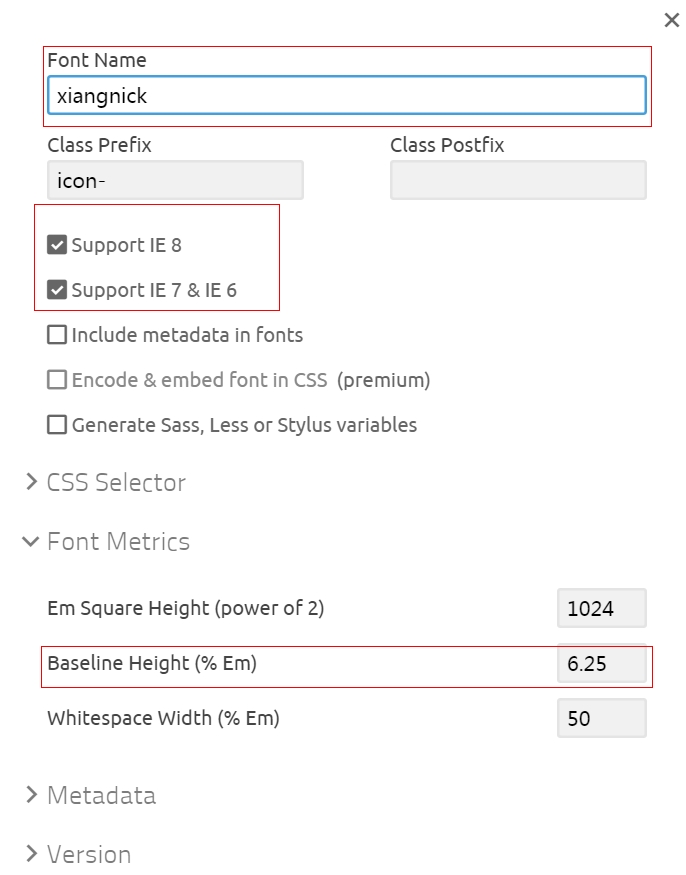 Font Name
xiangnick
Class Prefix Class Postfix
icon-
Support IE 8
Support IE 7 & IE 6
Include metadata in fonts
Encode & embed font in CSS (premium)
Generate Sass, Less or Stylus variables
CSS Selector
Font Metrics
Em Square Height (power of 2) 1024
Baseline Height (% Em) 6.25
Whitespace Width (% Em) 50
Metadata
Version